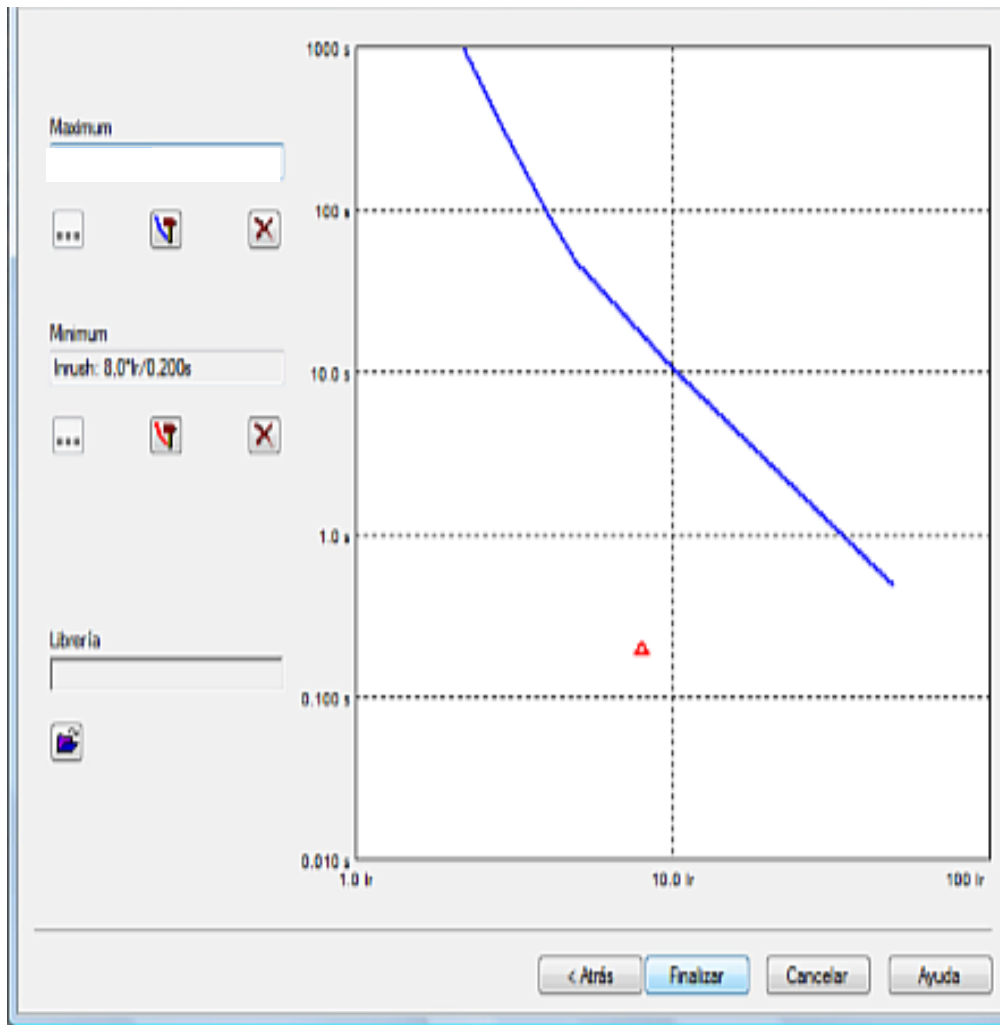 Maximum
...
Minimum
Inrush: 8.0*Ir/0.200s
...
Librería
1000 s
100 s
10.0 s
1.0 s
0.100 s
0.010 s
1.0 Ir
10.0 Ir
100 Ir
< Atrás
Finalizar
Cancelar
Ayuda